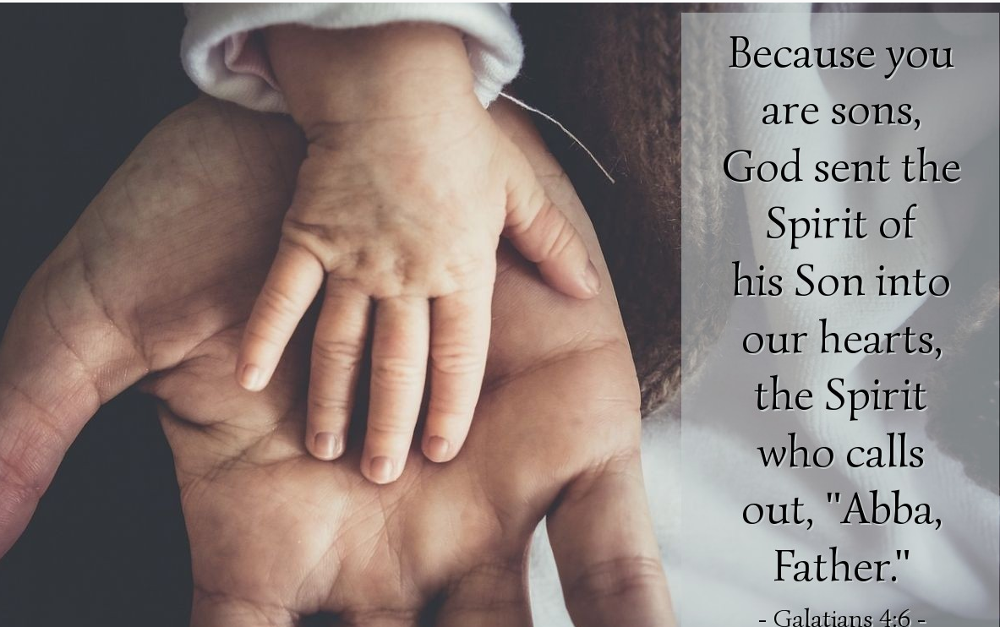 Because you
are sons,
God sent the
Spirit of
his Son into
our hearts,
the Spirit
who calls
out, "Abba,
Father."
- Galatians 4:6 -